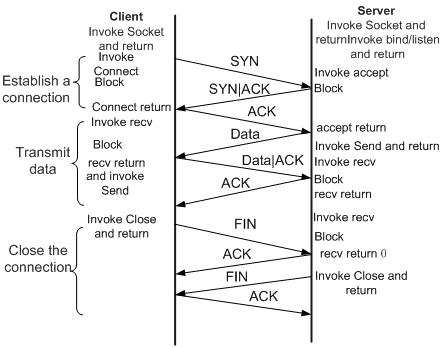 Client
Server
Invoke Socket
and return
Invoke Socket and
returnInvoke bind/listen
and return
Invoke
SYN
Establish a
connection
Connect
Block
Invoke accept
Block
SYN|ACK
Connect return
ACK
Invoke recv
Data
accept return
Transmit
data
Block
Invoke Send and return
recv return
and invoke
Send
Data|ACK
Invoke recv
ACK
Block
recv return
Invoke Close
and return
FIN
Invoke recv
Close the
connection
Block
ACK
recv return 0
FIN
Invoke Close and
return
ACK